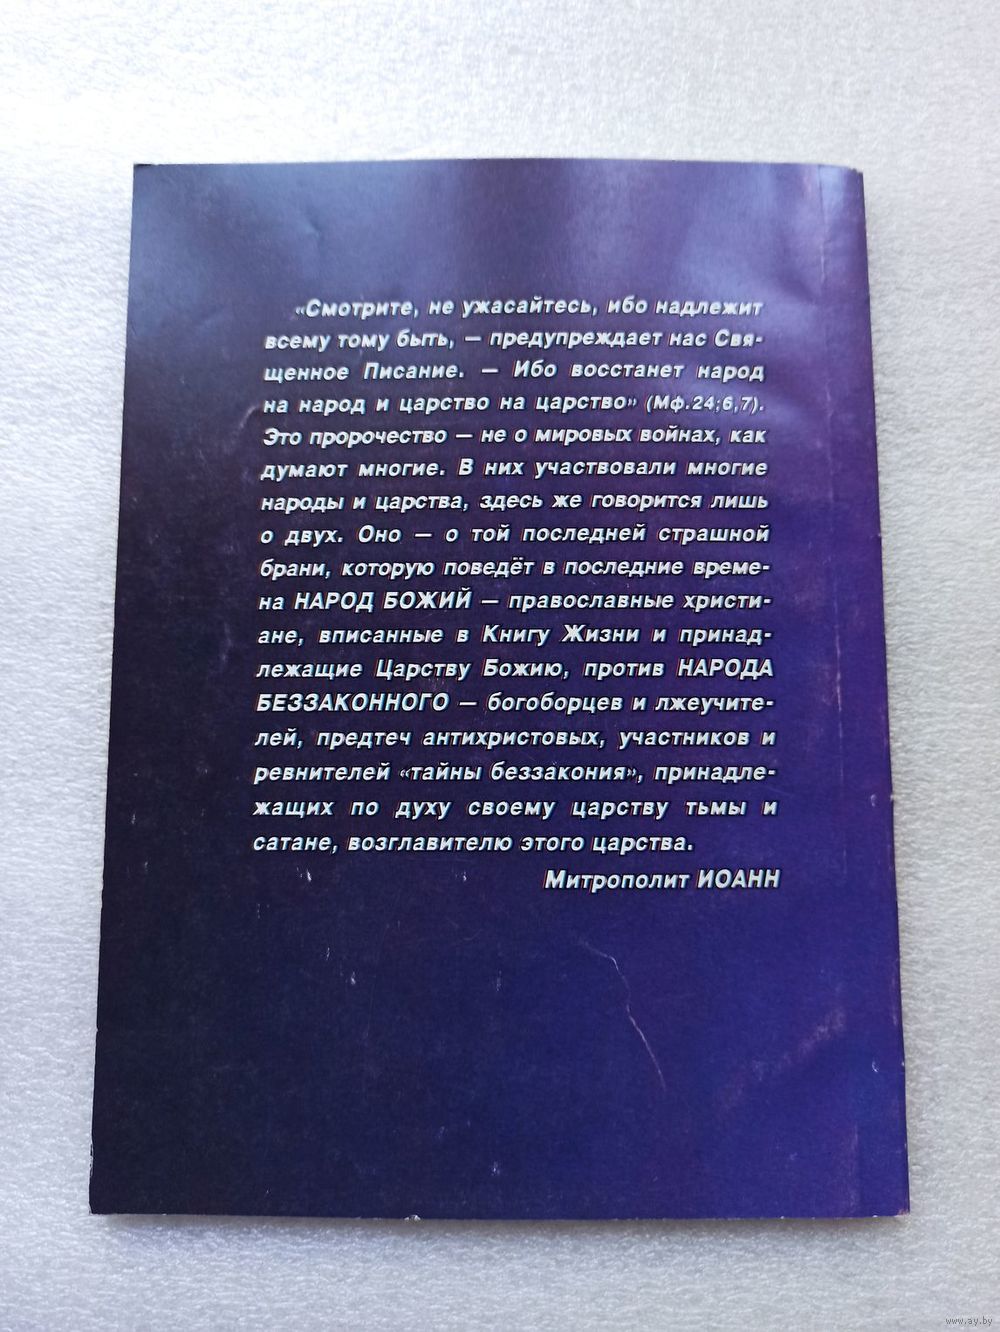 «Смотрите, не ужасайтесь, ибо надлежит
всему тому быть, — предупреждает нас Свя-
щенное Писание. — Ибо восстанет народ
на народ и царство на царство» (Мф.24;6,7).
Это пророчество — не о мировых войнах, как
думают многие. В них участвовали многие
народы и царства, здесь же говорится лишь
о двух. Оно — о той последней страшной
брани, которую поведёт в последние време-
на НАРОД БОЖИЙ — православные христи-
ане, вписанные в Книгу Жизни и принад-
лежащие Царству Божию, против НАРОДА
БЕЗЗАКОННОГО — богоборцев и лжеучите-
лей, предтеч антихристовых, участников и
ревнителей «тайны беззакония», принадле-
жащих по духу своему царству тьмы и
сатане, возглавителю этого царства.
Митрополит ИОАНН
www.ay.by